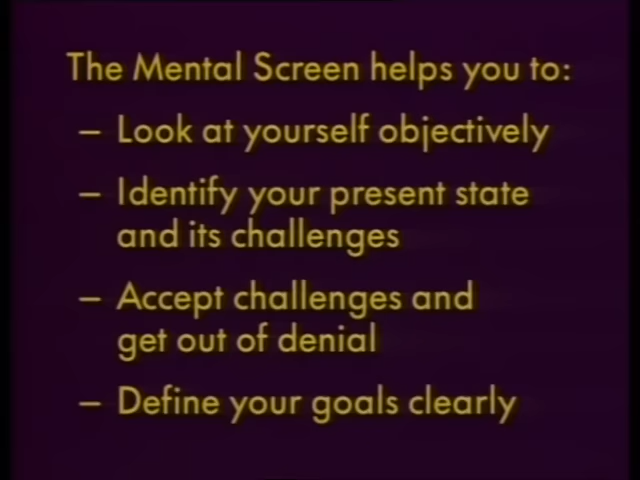 The Mental Screen helps you to:
– Look at yourself objectively
– Identify your present state
and its challenges
– Accept challenges and
get out of denial
– Define your goals clearly